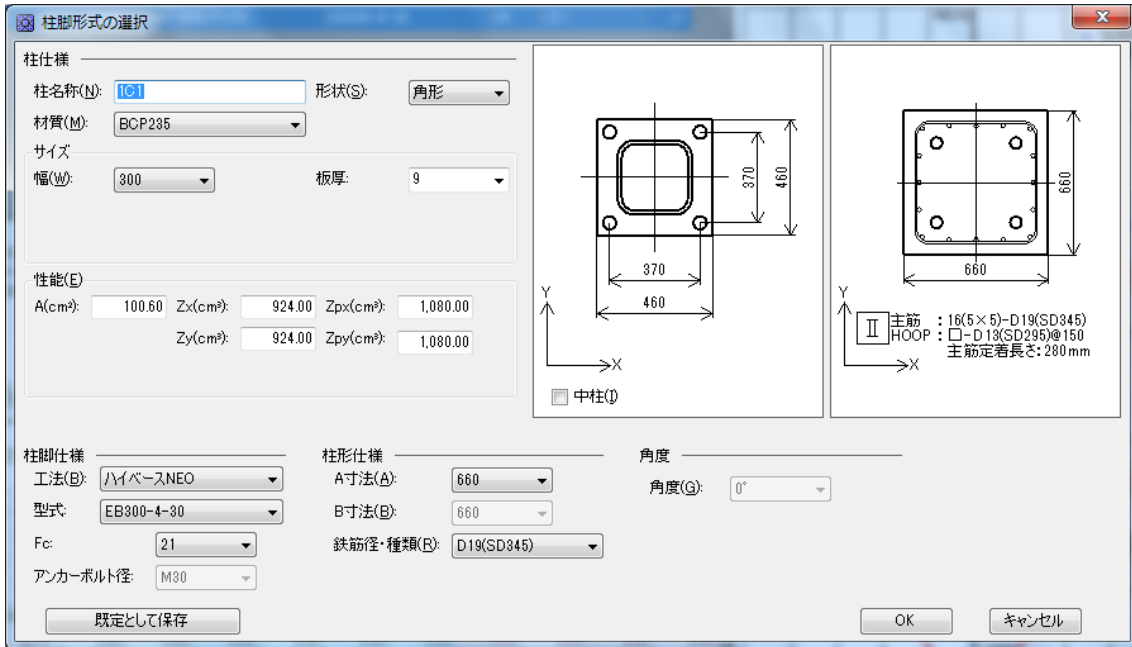 柱脚形式の選択
柱仕様
柱名称(N): 1C1 形状(S): 角形
材質(M): BCP235
サイズ
幅(W): 300 板厚: 9
性能(E)
A(cm²): 100.60 Zx(cm³): 924.00 Zpx(cm³): 1,080.00
Zy(cm³): 924.00 Zpy(cm³): 1,080.00
370
460
370
460
Y
X
中柱(I)
660
660
Y
II
主筋 :16(5×5)-D19(SD345)
HOOP :□-D13(SD295)@150
主筋定着長さ:280mm
X
柱脚仕様
工法(B): ハイベースNEO
型式: EB300-4-30
Fc: 21
アンカーボルト径: M30
柱形仕様
A寸法(A): 660
B寸法(B): 660
鉄筋径・種類(R): D19(SD345)
角度
角度(G): 0°
既定として保存
OK
キャンセル